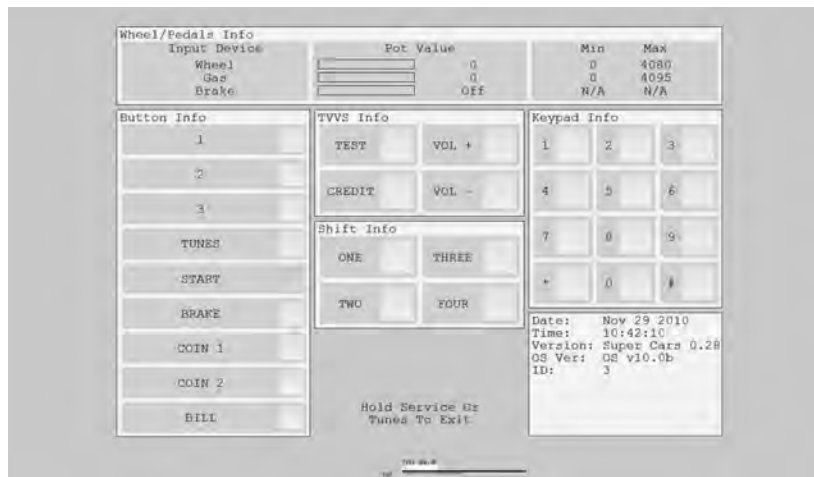 Wheel/Pedals Info
Input Device Pot Value Min Max
Wheel 0 0 4080
Gas 0 0 4095
Brake Off N/A N/A
Button Info
1
2
3
TUNES
START
BRAKE
COIN 1
COIN 2
BILL
TVVS Info
TEST VOL +
CREDIT VOL -
Shift Info
ONE THREE
TWO FOUR
Keypad Info
1 2 3
4 5 6
7 8 9
* 0 #
Date: Nov 29 2010
Time: 10:42:10
Version: Super Cars 0.28
OS Ver: OS v10.0b
ID: 3
Hold Service Or
Tunes To Exit